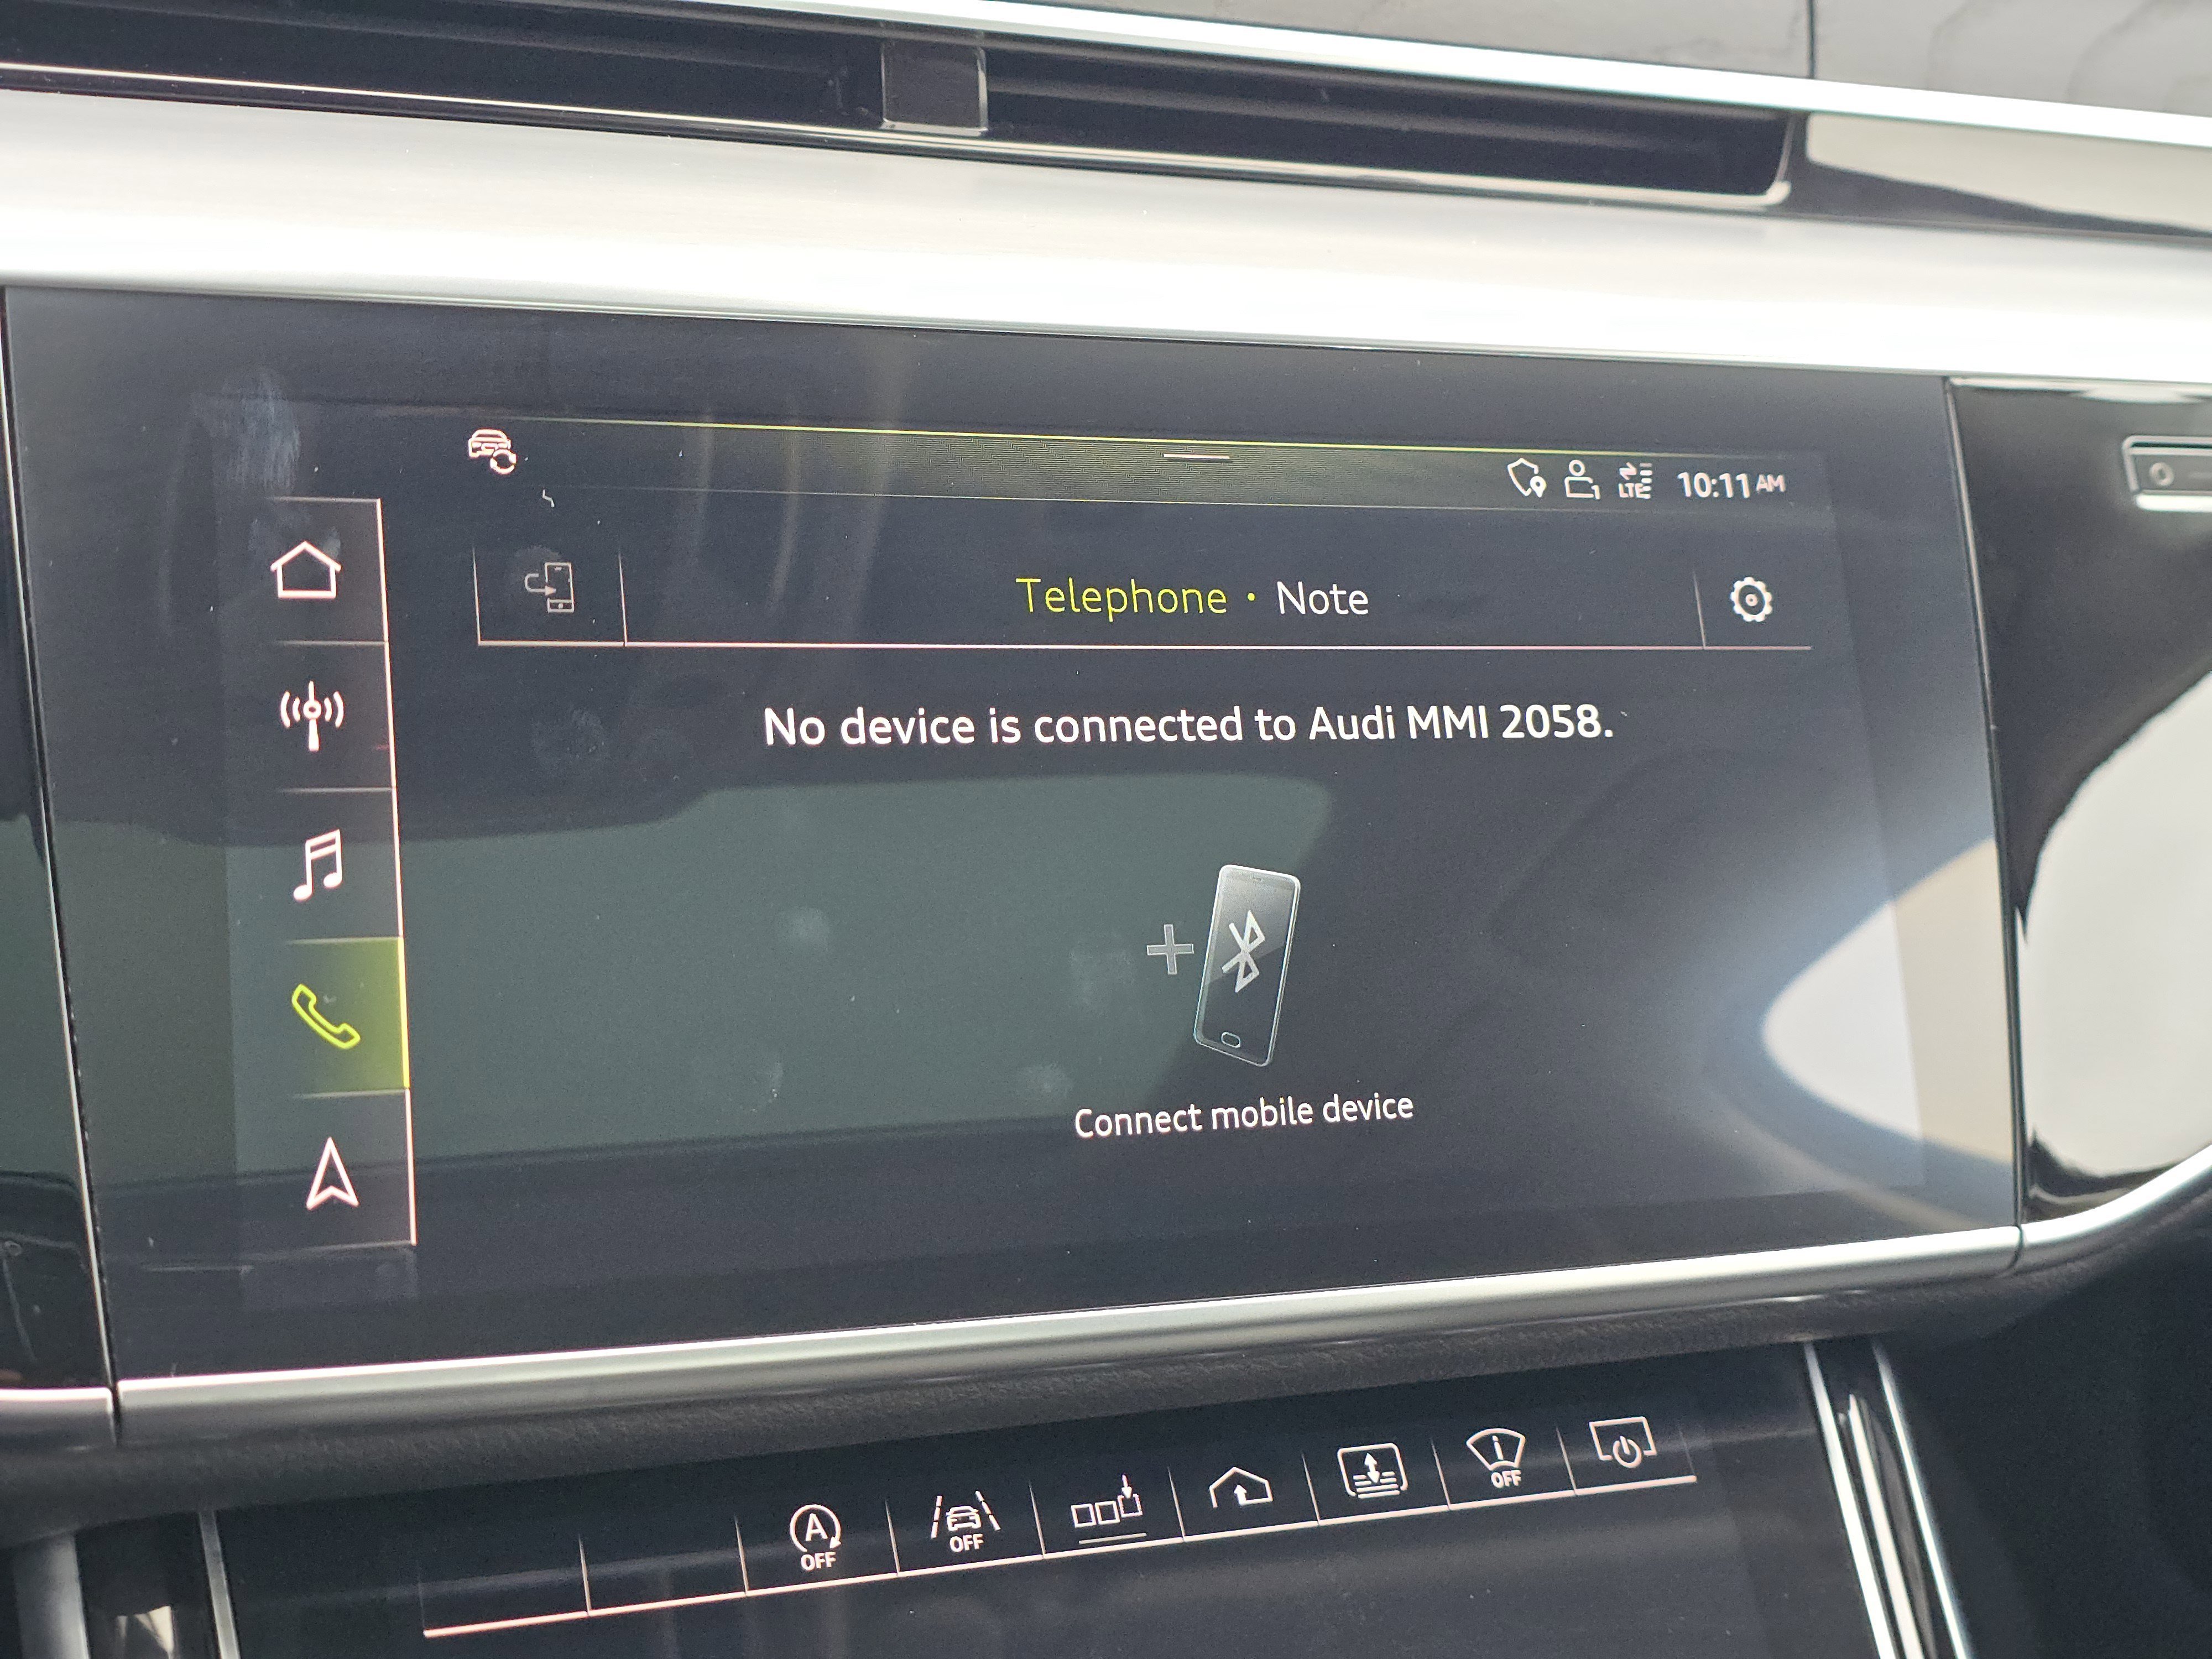 LTE 10:11 AM
Telephone • Note
No device is connected to Audi MMI 2058.
Connect mobile device
A
OFF
OFF
i
OFF